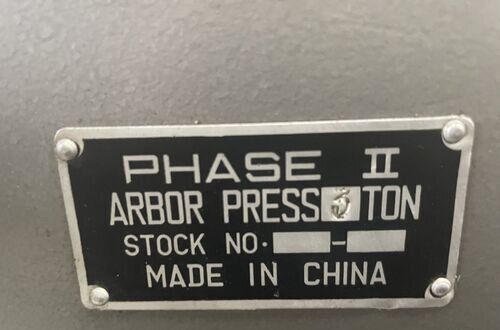 PHASE II
ARBOR PRESS 3 TON
STOCK NO. -
MADE IN CHINA